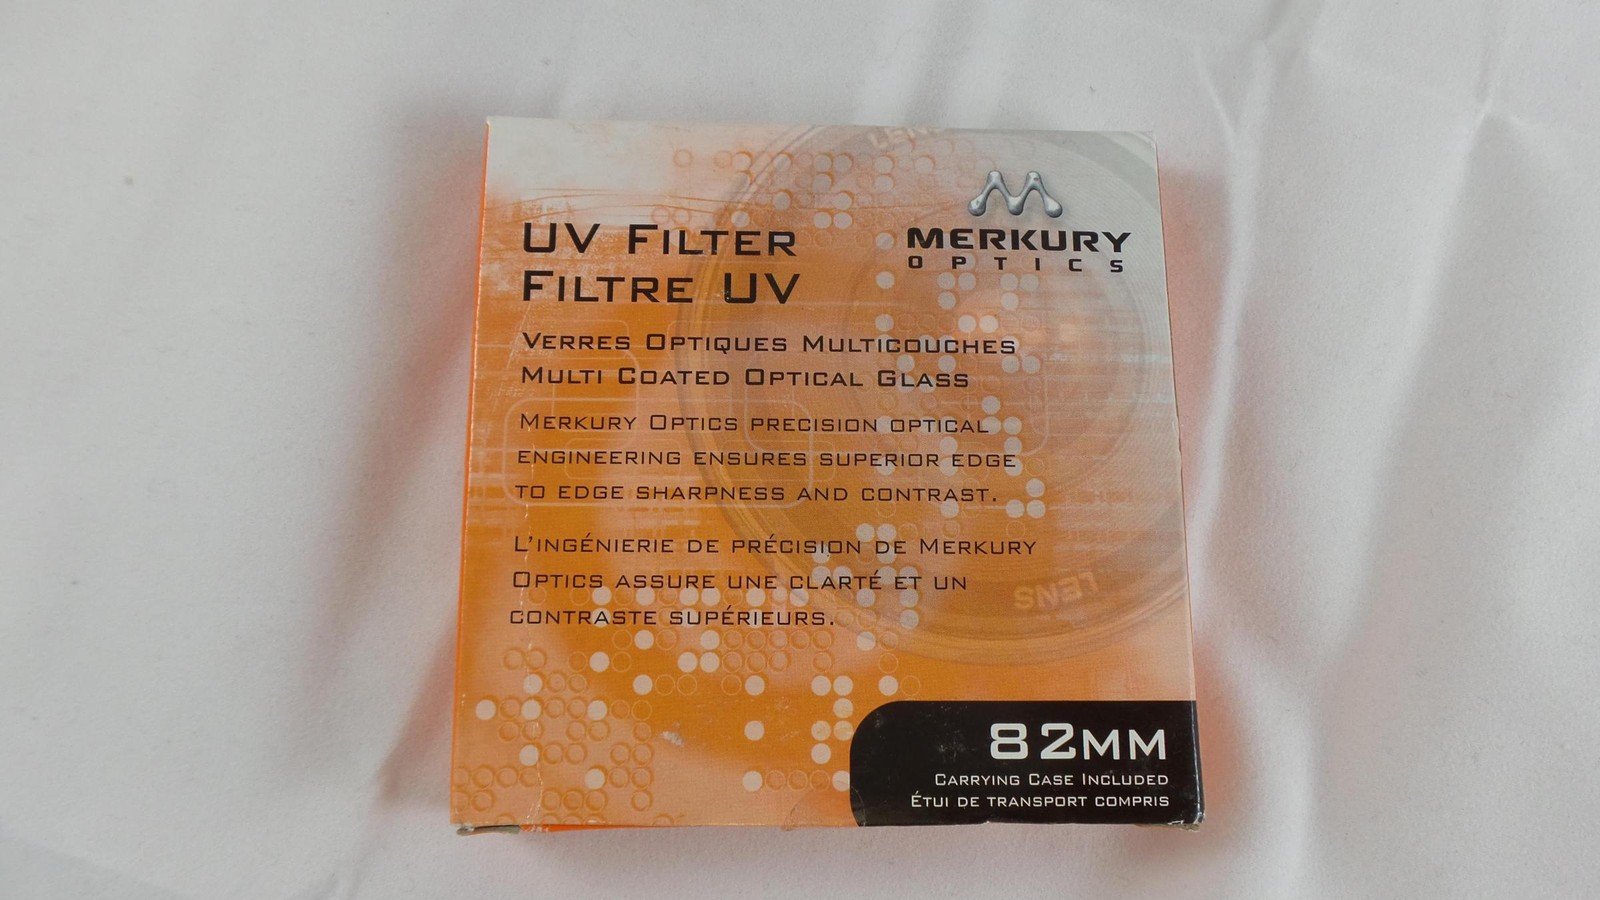 LENS
MERKURY
OPTICS
UV FILTER
FILTRE UV
VERRES OPTIQUES MULTICOUCHES
MULTI COATED OPTICAL GLASS
MERKURY OPTICS PRECISION OPTICAL
ENGINEERING ENSURES SUPERIOR EDGE
TO EDGE SHARPNESS AND CONTRAST.
L'INGÉNIERIE DE PRÉCISION DE MERKURY
OPTICS ASSURE UNE CLARTÉ ET UN
CONTRASTE SUPÉRIEURS.
LENS
82MM
CARRYING CASE INCLUDED
ÉTUI DE TRANSPORT COMPRIS